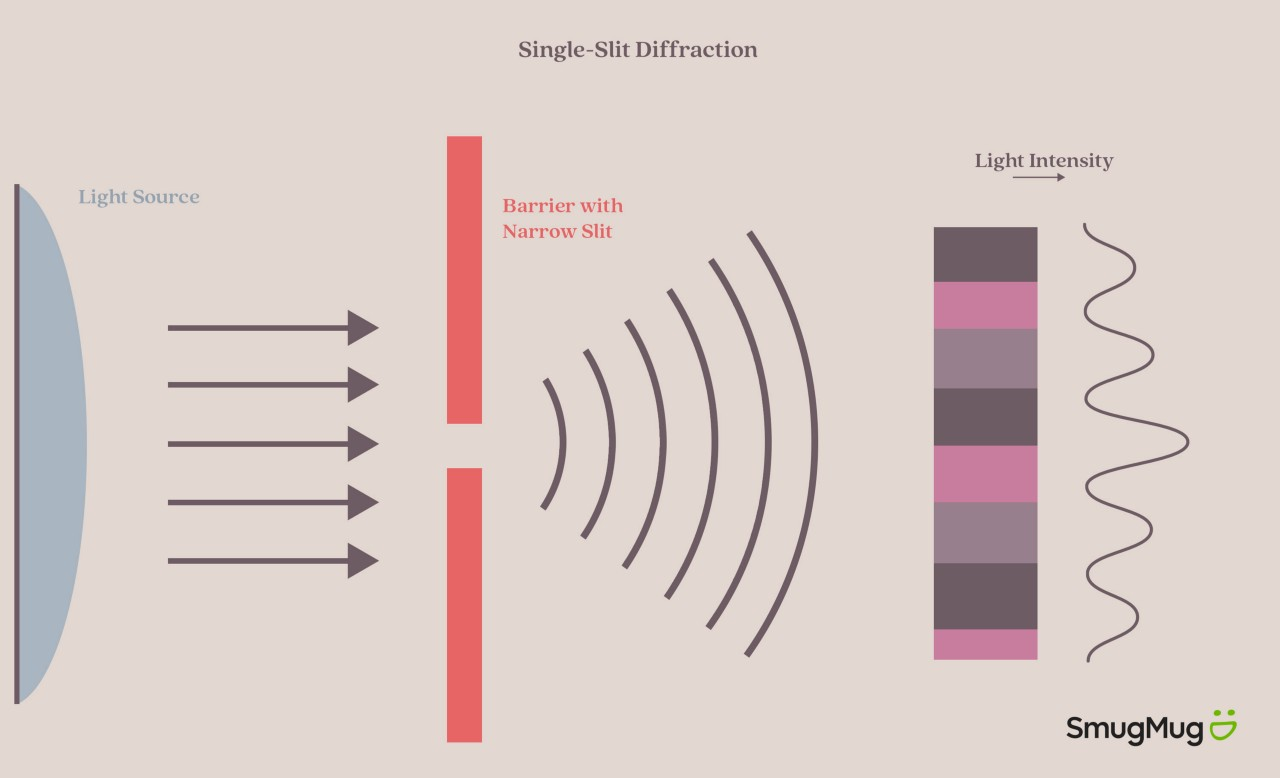 Single-Slit Diffraction
Light Intensity
Light Source
Barrier with
Narrow Slit
SmugMug